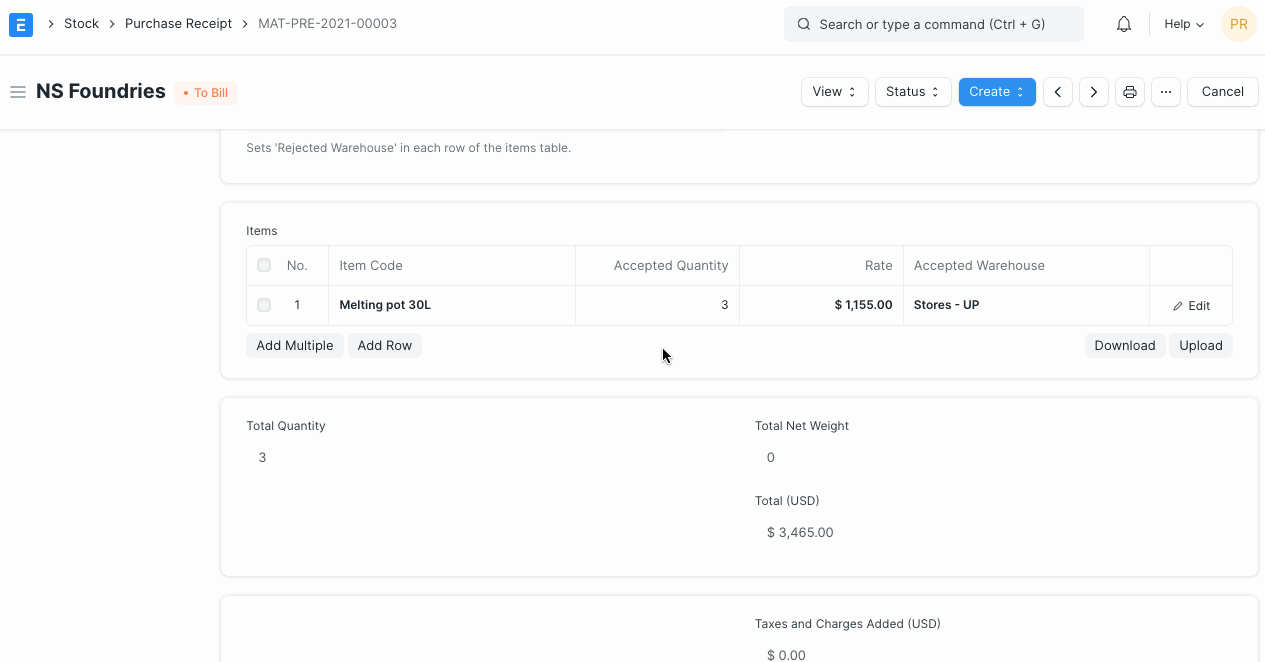 E Stock Purchase Receipt MAT-PRE-2021-00003 Search or type a command (Ctrl + G) Help PR
NS Foundries • To Bill View Status Create ... Cancel
Sets 'Rejected Warehouse' in each row of the items table.
Items
No. Item Code Accepted Quantity Rate Accepted Warehouse
1 Melting pot 30L 3 $ 1,155.00 Stores - UP Edit
Add Multiple Add Row Download Upload
Total Quantity Total Net Weight
3 0
Total (USD)
$ 3,465.00
Taxes and Charges Added (USD)
$ 0.00